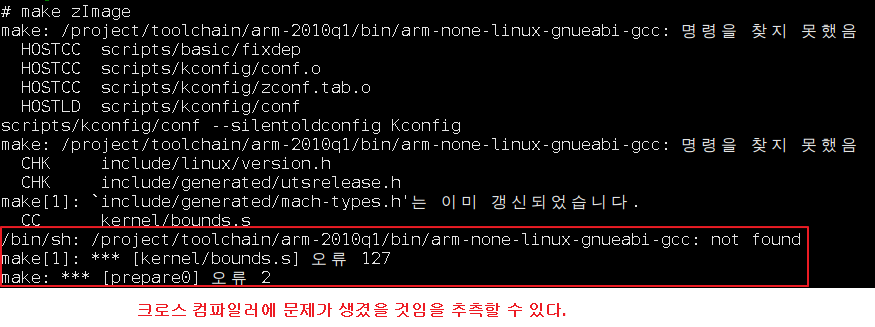 # make zImage
make: /project/toolchain/arm-2010q1/bin/arm-none-linux-gnueabi-gcc: 명령을 찾지 못했음
  HOSTCC  scripts/basic/fixdep
  HOSTCC  scripts/kconfig/conf.o
  HOSTCC  scripts/kconfig/zconf.tab.o
  HOSTLD  scripts/kconfig/conf
scripts/kconfig/conf --silentoldconfig Kconfig
make: /project/toolchain/arm-2010q1/bin/arm-none-linux-gnueabi-gcc: 명령을 찾지 못했음
  CHK     include/linux/version.h
  CHK     include/generated/utsrelease.h
make[1]: `include/generated/mach-types.h'는 이미 갱신되었습니다.
  CC      kernel/bounds.s
/bin/sh: /project/toolchain/arm-2010q1/bin/arm-none-linux-gnueabi-gcc: not found
make[1]: *** [kernel/bounds.s] 오류 127
make: *** [prepare0] 오류 2
크로스 컴파일러에 문제가 생겼을 것임을 추측할 수 있다.